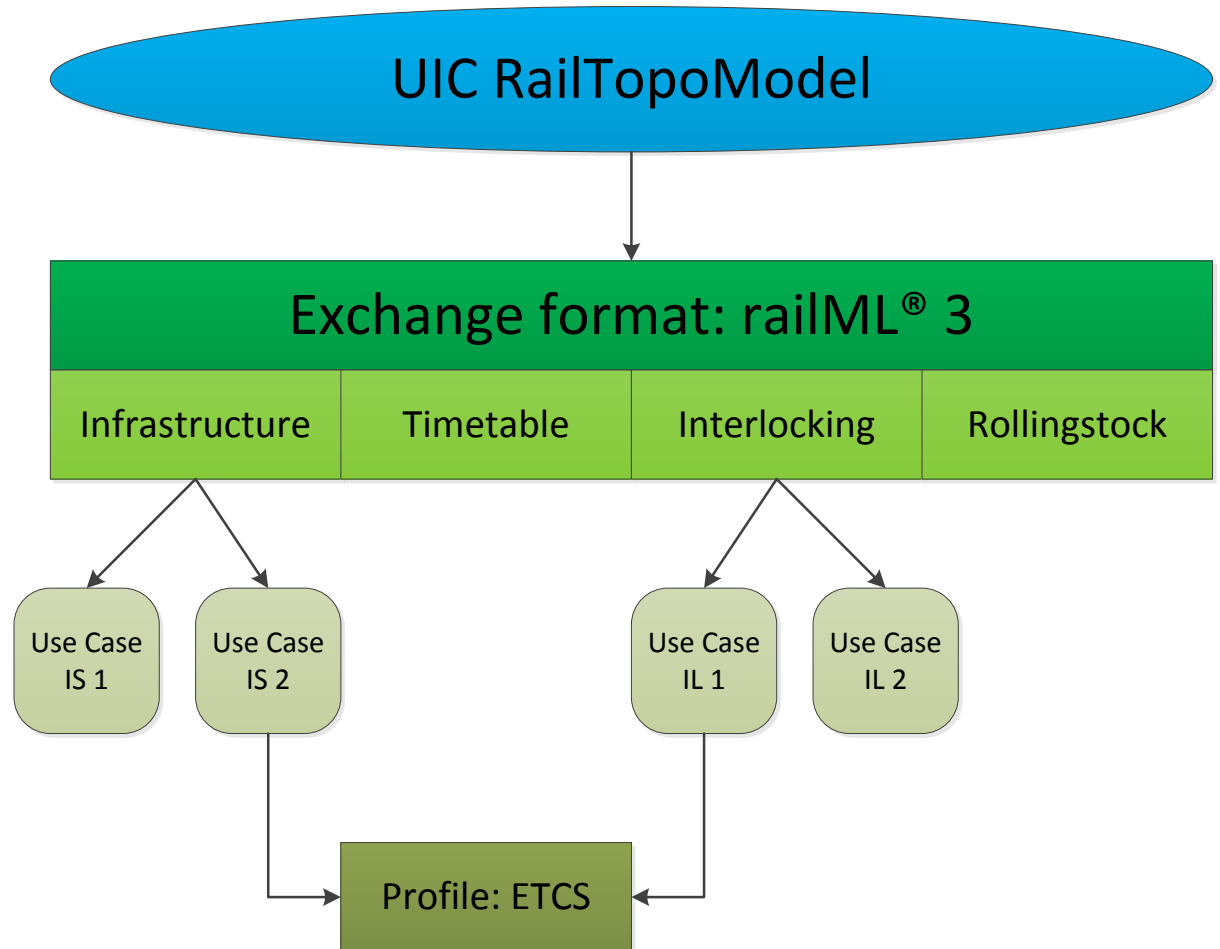 UIC RailTopoModel
Exchange format: railML® 3
Infrastructure
Timetable
Interlocking
Rollingstock
Use Case
IS 1
Use Case
IS 2
Use Case
IL 1
Use Case
IL 2
Profile: ETCS